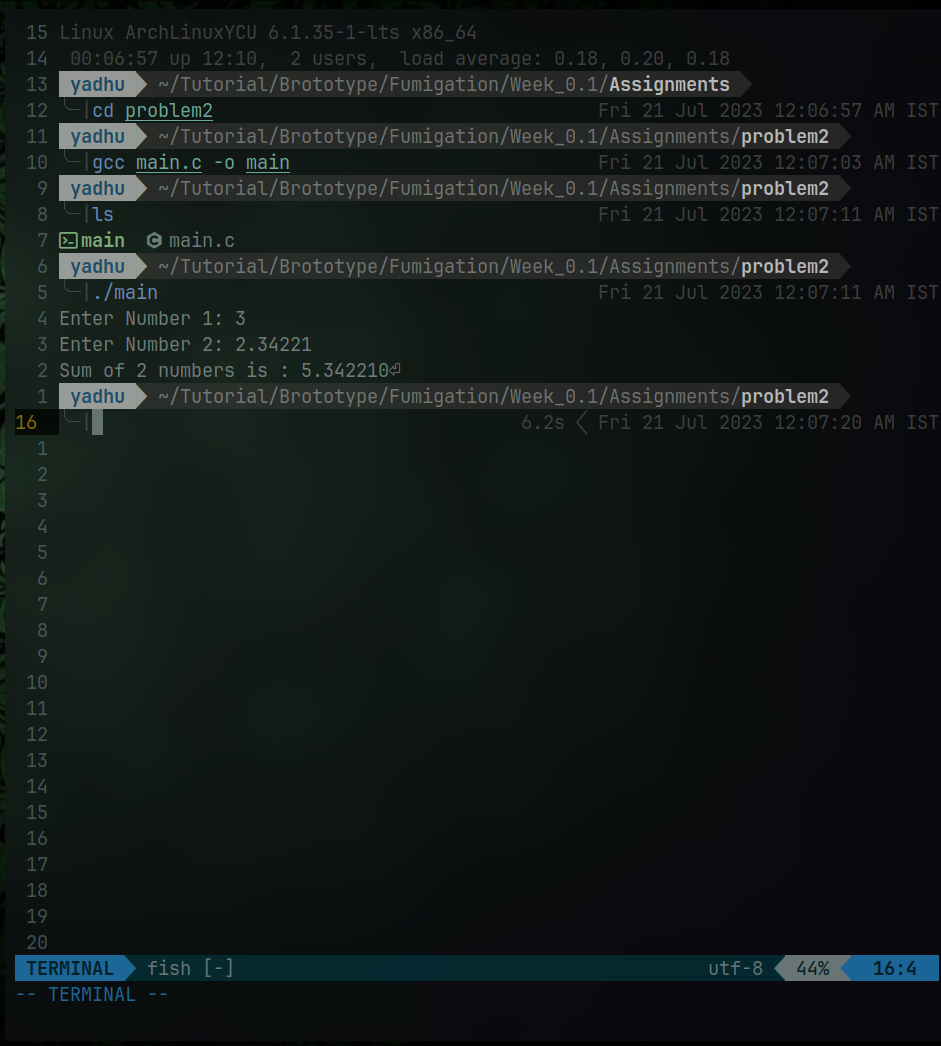 15 Linux ArchLinuxYCU 6.1.35-1-lts x86_64
14  00:06:57 up 12:10,  2 users,  load average: 0.18, 0.20, 0.18
13 yadhu ~/Tutorial/Brototype/Fumigation/Week_0.1/Assignments
12 cd problem2 Fri 21 Jul 2023 12:06:57 AM IST
11 yadhu ~/Tutorial/Brototype/Fumigation/Week_0.1/Assignments/problem2
10 gcc main.c -o main Fri 21 Jul 2023 12:07:03 AM IST
9 yadhu ~/Tutorial/Brototype/Fumigation/Week_0.1/Assignments/problem2
8 ls Fri 21 Jul 2023 12:07:11 AM IST
7 main main.c
6 yadhu ~/Tutorial/Brototype/Fumigation/Week_0.1/Assignments/problem2
5 ./main Fri 21 Jul 2023 12:07:11 AM IST
4 Enter Number 1: 3
3 Enter Number 2: 2.34221
2 Sum of 2 numbers is : 5.342210⏎
1 yadhu ~/Tutorial/Brototype/Fumigation/Week_0.1/Assignments/problem2
16 6.2s Fri 21 Jul 2023 12:07:20 AM IST
1
2
3
4
5
6
7
8
9
10
11
12
13
14
15
16
17
18
19
20
TERMINAL fish [-] utf-8 44% 16:4
-- TERMINAL --